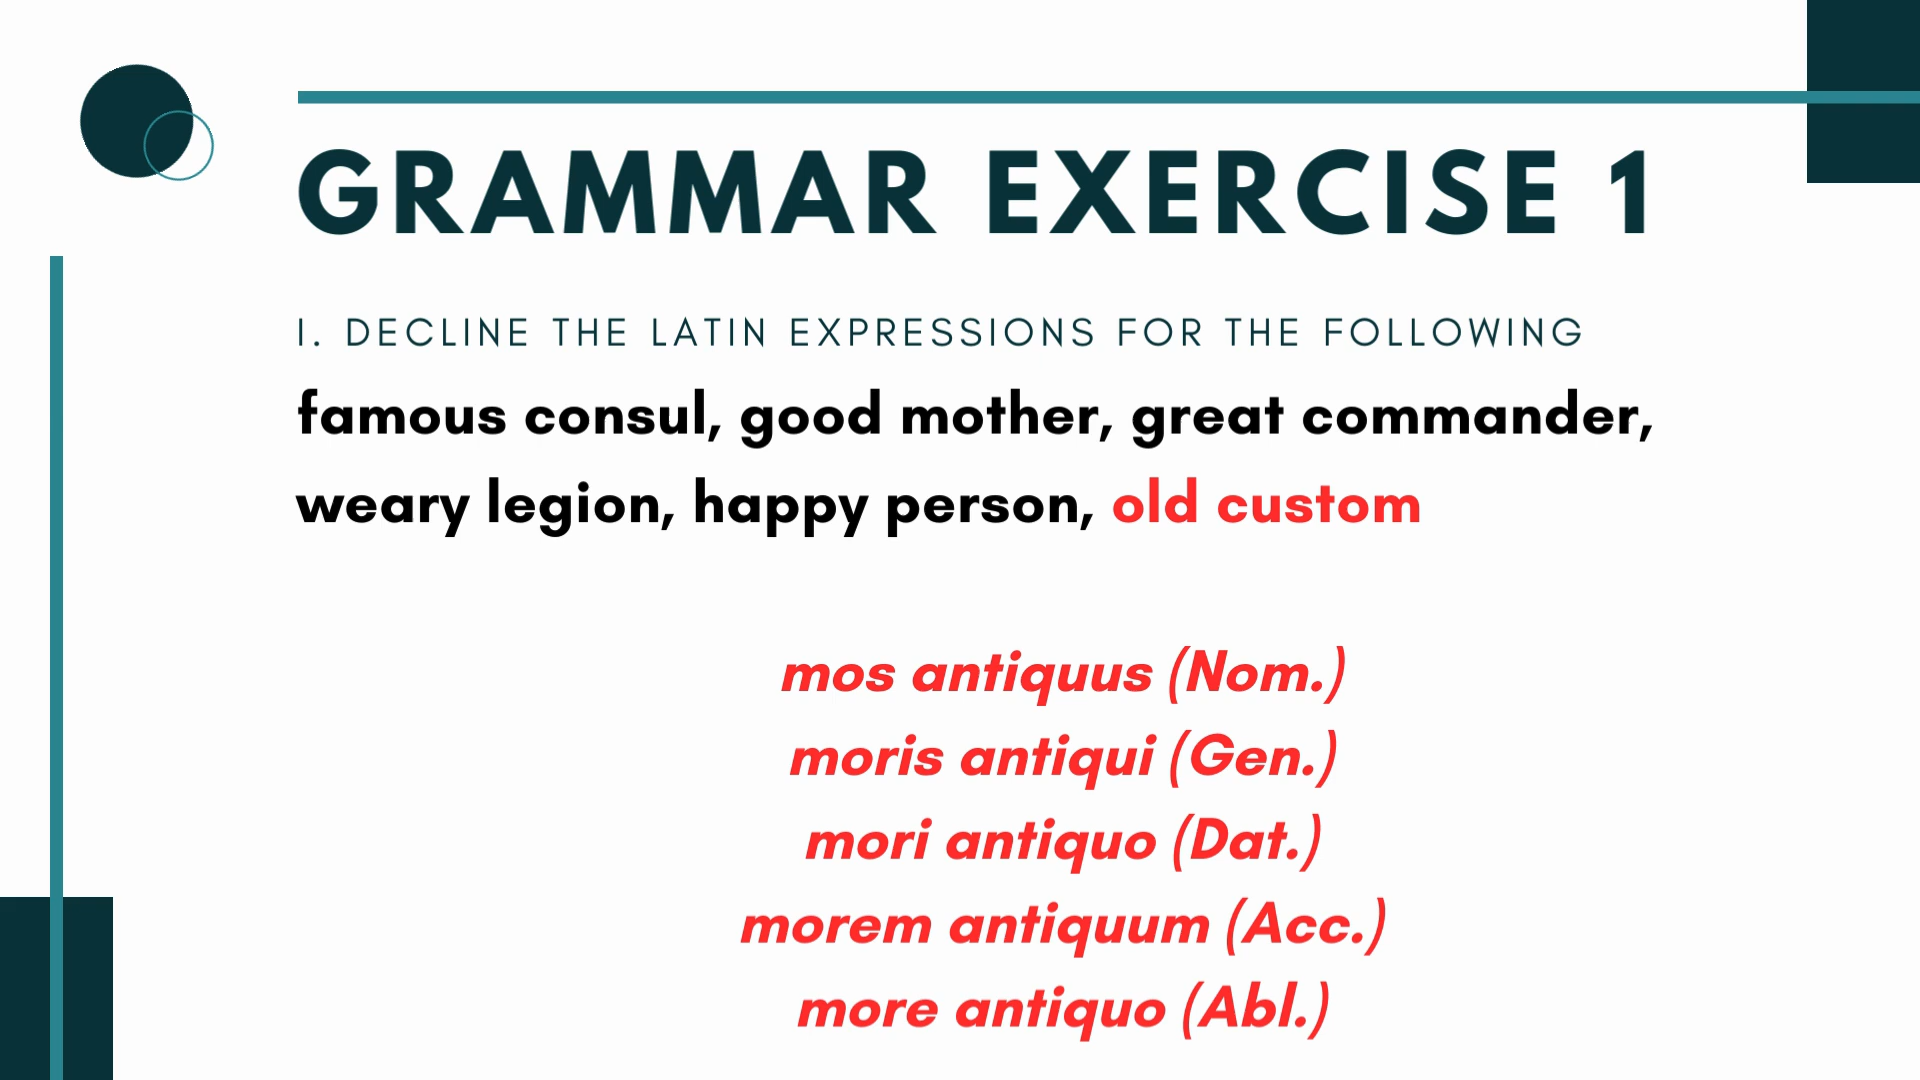 GRAMMAR EXERCISE 1
I. DECLINE THE LATIN EXPRESSIONS FOR THE FOLLOWING
famous consul, good mother, great commander,
weary legion, happy person, old custom
mos antiquus (Nom.)
moris antiqui (Gen.)
mori antiquo (Dat.)
morem antiquum (Acc.)
more antiquo (Abl.)